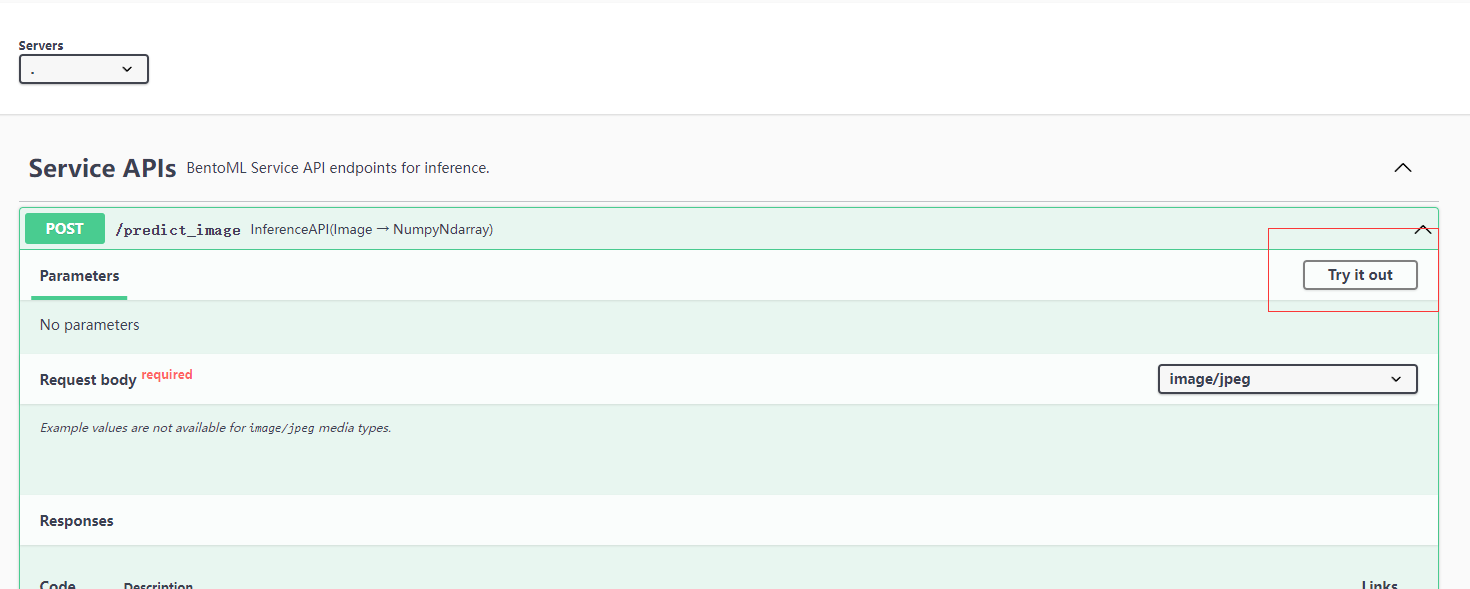 Servers
.
Service APIs BentoML Service API endpoints for inference.
POST /predict_image InferenceAPI(Image → NumpyNdarray)
Parameters Try it out
No parameters
Request body required image/jpeg
Example values are not available for image/jpeg media types.
Responses
Code Description Links